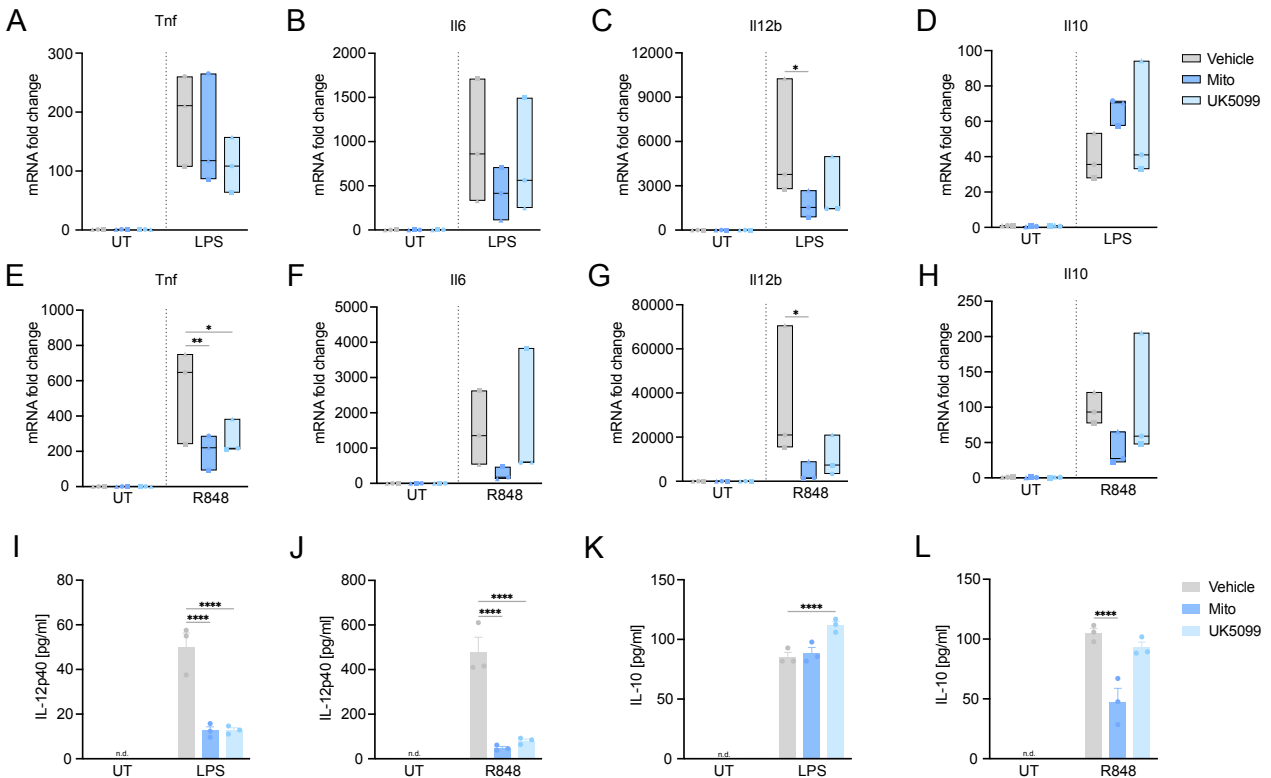 A
Tnf
mRNA fold change
300
200
100
0
UT
LPS
B
Il6
mRNA fold change
2000
1500
1000
500
0
UT
LPS
C
Il12b
mRNA fold change
12000
9000
6000
3000
0
*
UT
LPS
D
Il10
mRNA fold change
100
80
60
40
20
0
UT
LPS
Vehicle
Mito
UK5099
E
Tnf
mRNA fold change
1000
800
600
400
200
0
*
**
UT
R848
F
Il6
mRNA fold change
5000
4000
3000
2000
1000
0
UT
R848
G
Il12b
mRNA fold change
80000
60000
40000
20000
0
*
UT
R848
H
Il10
mRNA fold change
250
200
150
100
50
0
UT
R848
I
IL-12p40 [pg/ml]
80
60
40
20
0
****
****
n.d.
UT
LPS
J
IL-12p40 [pg/ml]
800
600
400
200
0
****
****
n.d.
UT
R848
K
IL-10 [pg/ml]
150
100
50
0
****
n.d.
UT
LPS
L
IL-10 [pg/ml]
150
100
50
0
****
n.d.
UT
R848
Vehicle
Mito
UK5099